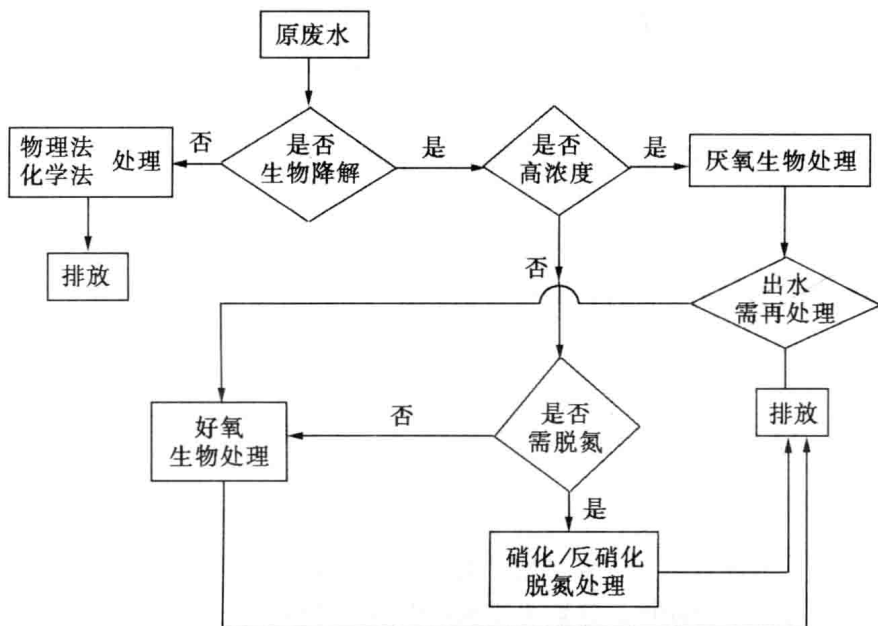 原废水
否
物理法
化学法
处理
是否
生物降解
是
是否
高浓度
是
厌氧生物处理
排放
否
出水
需再处理
好氧
生物处理
否
是否
需脱氮
排放
是
硝化/反硝化
脱氮处理